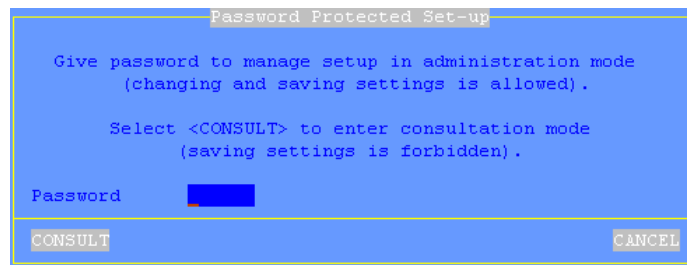 Password Protected Set-up
Give password to manage setup in administration mode
(changing and saving settings is allowed).
Select <CONSULT> to enter consultation mode
(saving settings is forbidden).
Password
CONSULT CANCEL